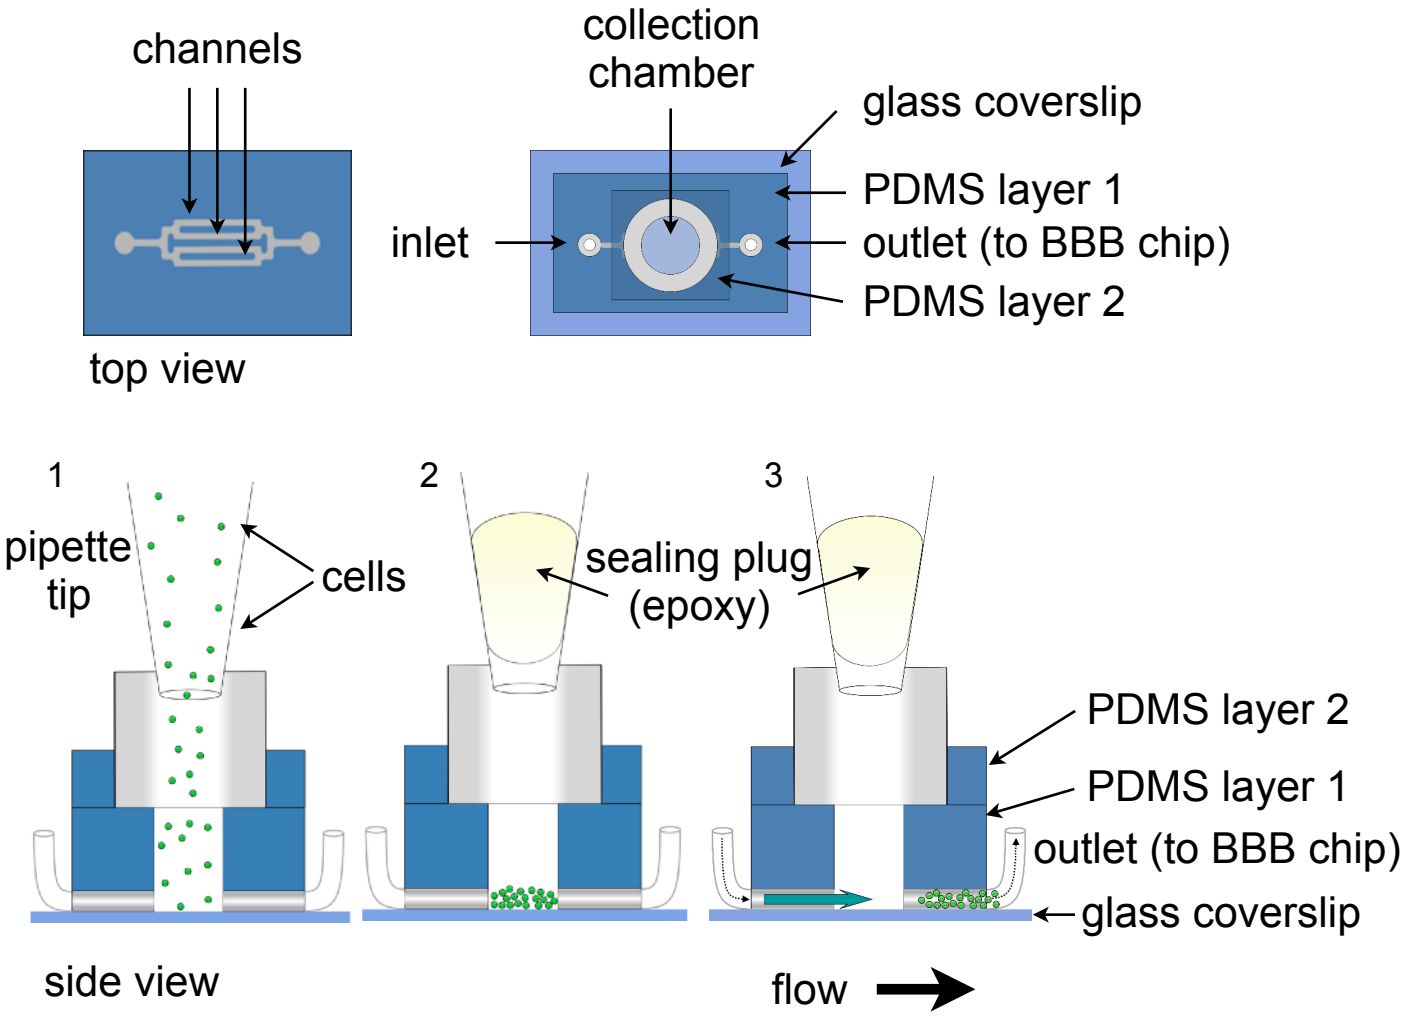 channels
collection
chamber
glass coverslip
PDMS layer 1
inlet
outlet (to BBB chip)
PDMS layer 2
top view
1
2
3
pipette
tip
cells
sealing plug
(epoxy)
PDMS layer 2
PDMS layer 1
outlet (to BBB chip)
glass coverslip
side view
flow